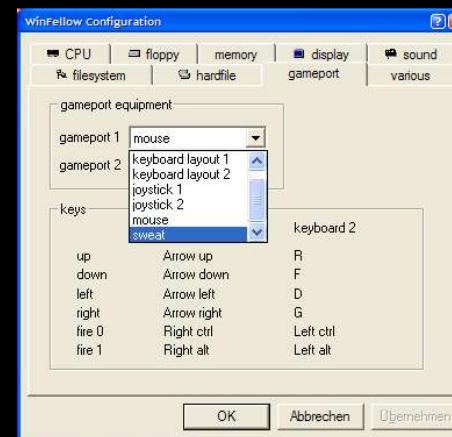 WinFellow Configuration
CPU floppy memory display sound
filesystem hardfile gameport various
gameport equipment
gameport 1 mouse
gameport 2
keyboard layout 1
keyboard layout 2
joystick 1
joystick 2
mouse
sweat
keys
keyboard 2
up Arrow up R
down Arrow down F
left Arrow left D
right Arrow right G
fire 0 Right ctrl Left ctrl
fire 1 Right alt Left alt
OK Abbrechen Übernehmen